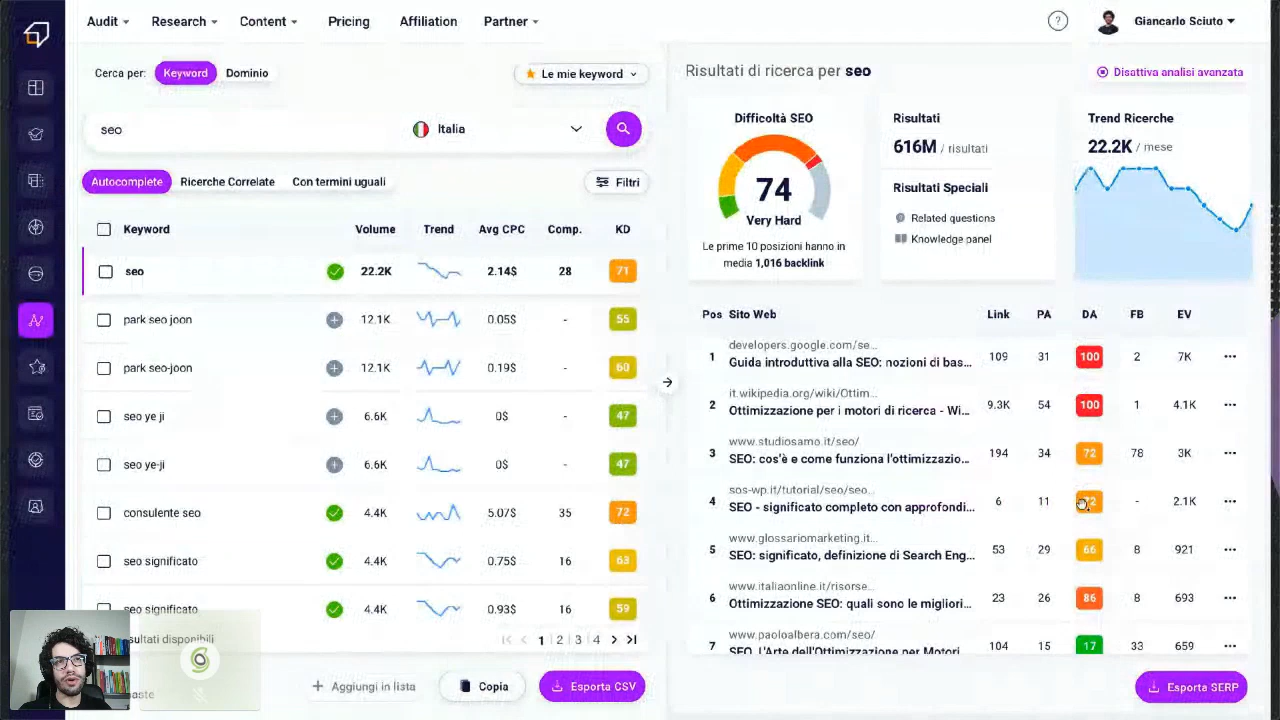 Audit Research Content Pricing Affiliation Partner ? Giancarlo Sciuto
Cerca per: Keyword Dominio Le mie keyword
seo Italia
Autocomplete Ricerche Correlate Con termini uguali Filtri
Keyword Volume Trend Avg CPC Comp. KD
seo 22.2K 2.14$ 28 71
park seo joon 12.1K 0.05$ - 55
park seo-joon 12.1K 0.19$ - 60
seo ye ji 6.6K 0$ - 47
seo ye-ji 6.6K 0$ - 47
consulente seo 4.4K 5.07$ 35 72
seo significato 4.4K 0.75$ 16 63
seo significato 4.4K 0.93$ 16 59
disponibili 1 2 3 4
Aggiungi in lista Copia Esporta CSV
Risultati di ricerca per seo Disattiva analisi avanzata
Difficoltà SEO
74
Very Hard
Le prime 10 posizioni hanno in
media 1,016 backlink
Risultati
616M / risultati
Risultati Speciali
Related questions
Knowledge panel
Trend Ricerche
22.2K / mese
Pos Sito Web Link PA DA FB EV
developers.google.com/se...
1 Guida introduttiva alla SEO: nozioni di bas... 109 31 100 2 7K ...
it.wikipedia.org/wiki/Ottim...
2 Ottimizzazione per i motori di ricerca - Wi... 9.3K 54 100 1 4.1K ...
www.studiosamo.it/seo/
3 SEO: cos'è e come funziona l'ottimizzazio... 194 34 72 78 3K ...
sos-wp.it/tutorial/seo/seo...
4 SEO - significato completo con approfondi... 6 11 - 2.1K ...
www.glossariomarketing.it...
5 SEO: significato, definizione di Search Eng... 53 29 66 8 921 ...
www.italiaonline.it/risorse...
6 Ottimizzazione SEO: quali sono le migliori... 23 26 86 8 693 ...
www.paoloalbera.com/seo/
7 SEO, L'Arte dell'Ottimizzazione per Motori 104 15 17 33 659 ...
Esporta SERP